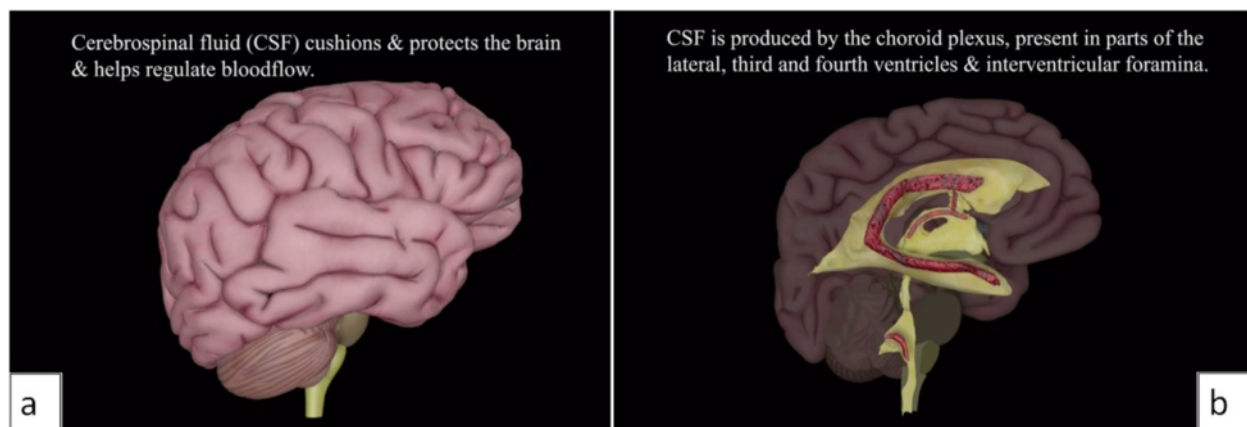 Cerebrospinal fluid (CSF) cushions & protects the brain
& helps regulate bloodflow.
a
CSF is produced by the choroid plexus, present in parts of the
lateral, third and fourth ventricles & interventricular foramina.
b